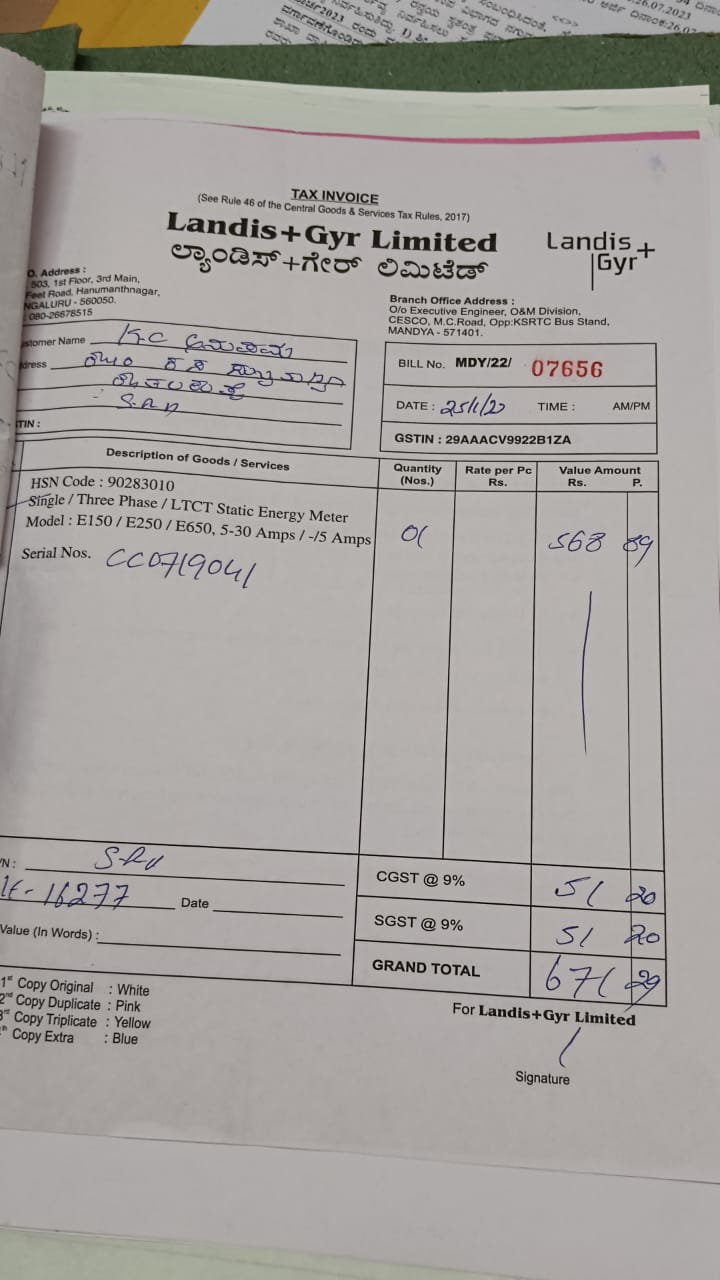 TAX INVOICE
(See Rule 46 of the Central Goods & Services Tax Rules, 2017)
Landis+Gyr Limited
ಲ್ಯಾಂಡಿಸ್+ಗೇರ್ ಲಿಮಿಟೆಡ್
Landis+
Gyr
O. Address :
503, 1st Floor, 3rd Main,
Feet Road, Hanumanthnagar,
NGALURU - 560050.
080-26678515
Branch Office Address :
O/o Executive Engineer, O&M Division,
CESCO, M.C.Road, Opp:KSRTC Bus Stand,
MANDYA - 571401.
stomer Name K.C
dress
TIN :
BILL No. MDY/22/ 07656
DATE : TIME : AM/PM
GSTIN : 29AAACV9922B1ZA
Description of Goods / Services
Quantity (Nos.)
Rate per Pc Rs.
Value Amount Rs. P.
HSN Code : 90283010
Single / Three Phase / LTCT Static Energy Meter
Model : E150 / E250 / E650, 5-30 Amps / -/5 Amps
01 568 89
Serial Nos. CC0719041
/N :
16277 Date
Value (In Words) :
CGST @ 9% 51 20
SGST @ 9% 51 20
GRAND TOTAL 671 29
1st Copy Original : White
2nd Copy Duplicate : Pink
3rd Copy Triplicate : Yellow
Copy Extra : Blue
For Landis+Gyr Limited
Signature